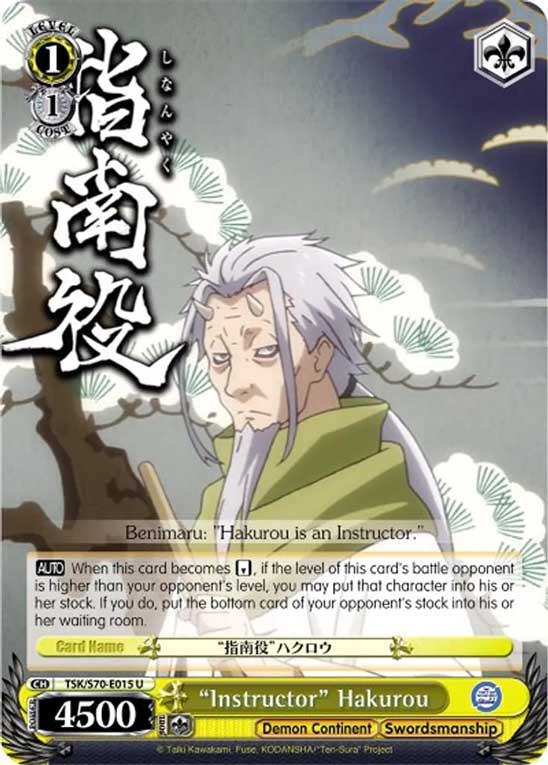 LEVEL
1
1
COST
指南役
しなんやく
Benimaru: "Hakurou is an Instructor."
AUTO When this card becomes, if the level of this card's battle opponent
is higher than your opponent's level, you may put that character into his or
her stock. If you do, put the bottom card of your opponent's stock into his or
her waiting room.
Card Name "指南役"ハクロウ
CH TSK/S70-E015 U
"Instructor" Hakurou
POWER 4500 SOUL
Demon Continent Swordsmanship
© Taiki Kawakami, Fuse, KODANSHA/"Ten-Sura" Project